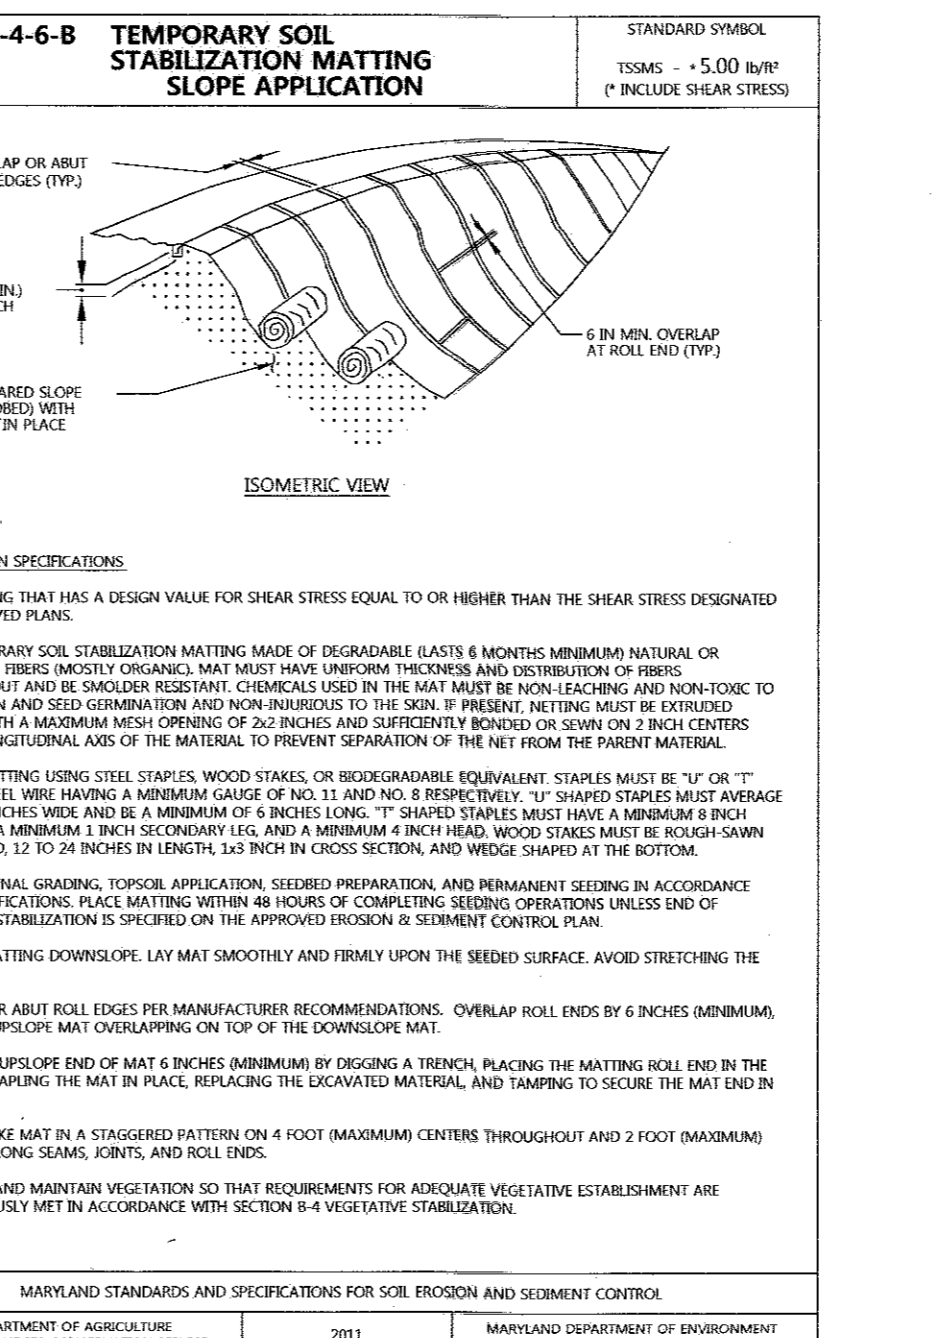 -4-6-B TEMPORARY SOIL
STABILIZATION MATTING
SLOPE APPLICATION
STANDARD SYMBOL
TSSMS - * 5.00 lb/ft²
(* INCLUDE SHEAR STRESS)
LAP OR ABUT
EDGES (TYP.)
IN.)
CH
6 IN MIN. OVERLAP
AT ROLL END (TYP.)
ARED SLOPE
OBED) WITH
IN PLACE
ISOMETRIC VIEW
N SPECIFICATIONS
NG THAT HAS A DESIGN VALUE FOR SHEAR STRESS EQUAL TO OR HIGHER THAN THE SHEAR STRESS DESIGNATED
VED PLANS.
RARY SOIL STABILIZATION MATTING MADE OF DEGRADABLE (LASTS 6 MONTHS MINIMUM) NATURAL OR
FIBERS (MOSTLY ORGANIC). MAT MUST HAVE UNIFORM THICKNESS AND DISTRIBUTION OF FIBERS
UT AND BE SMOLDER RESISTANT. CHEMICALS USED IN THE MAT MUST BE NON-LEACHING AND NON-TOXIC TO
N AND SEED GERMINATION AND NON-INJURIOUS TO THE SKIN. IF PRESENT, NETTING MUST BE EXTRUDED
TH A MAXIMUM MESH OPENING OF 2x2 INCHES AND SUFFICIENTLY BONDED OR SEWN ON 2 INCH CENTERS
NGITUDINAL AXIS OF THE MATERIAL TO PREVENT SEPARATION OF THE NET FROM THE PARENT MATERIAL.
TTING USING STEEL STAPLES, WOOD STAKES, OR BIODEGRADABLE EQUIVALENT. STAPLES MUST BE "U" OR "T"
EEL WIRE HAVING A MINIMUM GAUGE OF NO. 11 AND NO. 8 RESPECTIVELY. "U" SHAPED STAPLES MUST AVERAGE
NCHES WIDE AND BE A MINIMUM OF 6 INCHES LONG. "T" SHAPED STAPLES MUST HAVE A MINIMUM 8 INCH
A MINIMUM 1 INCH SECONDARY LEG, AND A MINIMUM 4 INCH HEAD. WOOD STAKES MUST BE ROUGH-SAWN
D, 12 TO 24 INCHES IN LENGTH, 1x3 INCH IN CROSS SECTION, AND WEDGE SHAPED AT THE BOTTOM.
NAL GRADING, TOPSOIL APPLICATION, SEEDBED PREPARATION, AND PERMANENT SEEDING IN ACCORDANCE
IFICATIONS. PLACE MATTING WITHIN 48 HOURS OF COMPLETING SEEDING OPERATIONS UNLESS END OF
STABILIZATION IS SPECIFIED ON THE APPROVED EROSION & SEDIMENT CONTROL PLAN.
ATTING DOWNSLOPE. LAY MAT SMOOTHLY AND FIRMLY UPON THE SEEDED SURFACE. AVOID STRETCHING THE
R ABUT ROLL EDGES PER MANUFACTURER RECOMMENDATIONS. OVERLAP ROLL ENDS BY 6 INCHES (MINIMUM),
UPSLOPE MAT OVERLAPPING ON TOP OF THE DOWNSLOPE MAT.
UPSLOPE END OF MAT 6 INCHES (MINIMUM) BY DIGGING A TRENCH, PLACING THE MATTING ROLL END IN THE
APLING THE MAT IN PLACE, REPLACING THE EXCAVATED MATERIAL, AND TAMPING TO SECURE THE MAT END IN
KE MAT IN A STAGGERED PATTERN ON 4 FOOT (MAXIMUM) CENTERS THROUGHOUT AND 2 FOOT (MAXIMUM)
ONG SEAMS, JOINTS, AND ROLL ENDS.
AND MAINTAIN VEGETATION SO THAT REQUIREMENTS FOR ADEQUATE VEGETATIVE ESTABLISHMENT ARE
USLY MET IN ACCORDANCE WITH SECTION B-4 VEGETATIVE STABILIZATION.
MARYLAND STANDARDS AND SPECIFICATIONS FOR SOIL EROSION AND SEDIMENT CONTROL
ARTMENT OF AGRICULTURE
2011
MARYLAND DEPARTMENT OF ENVIRONMENT